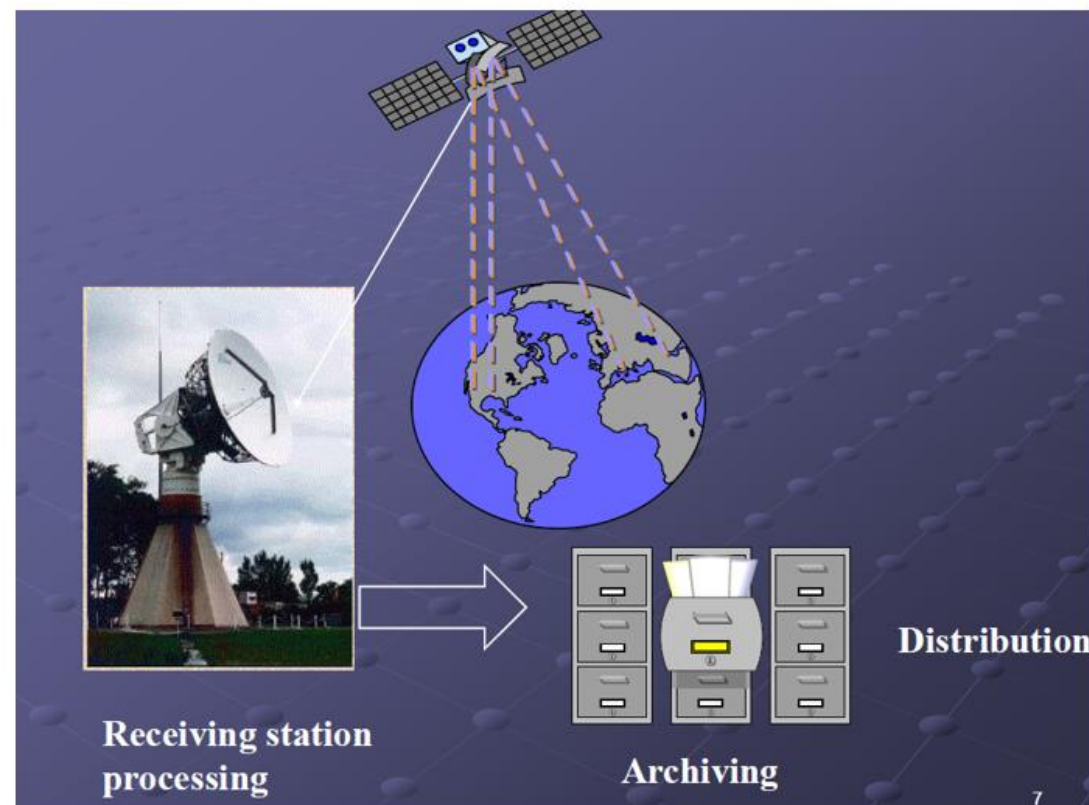 Distribution
Receiving station
processing
Archiving
7